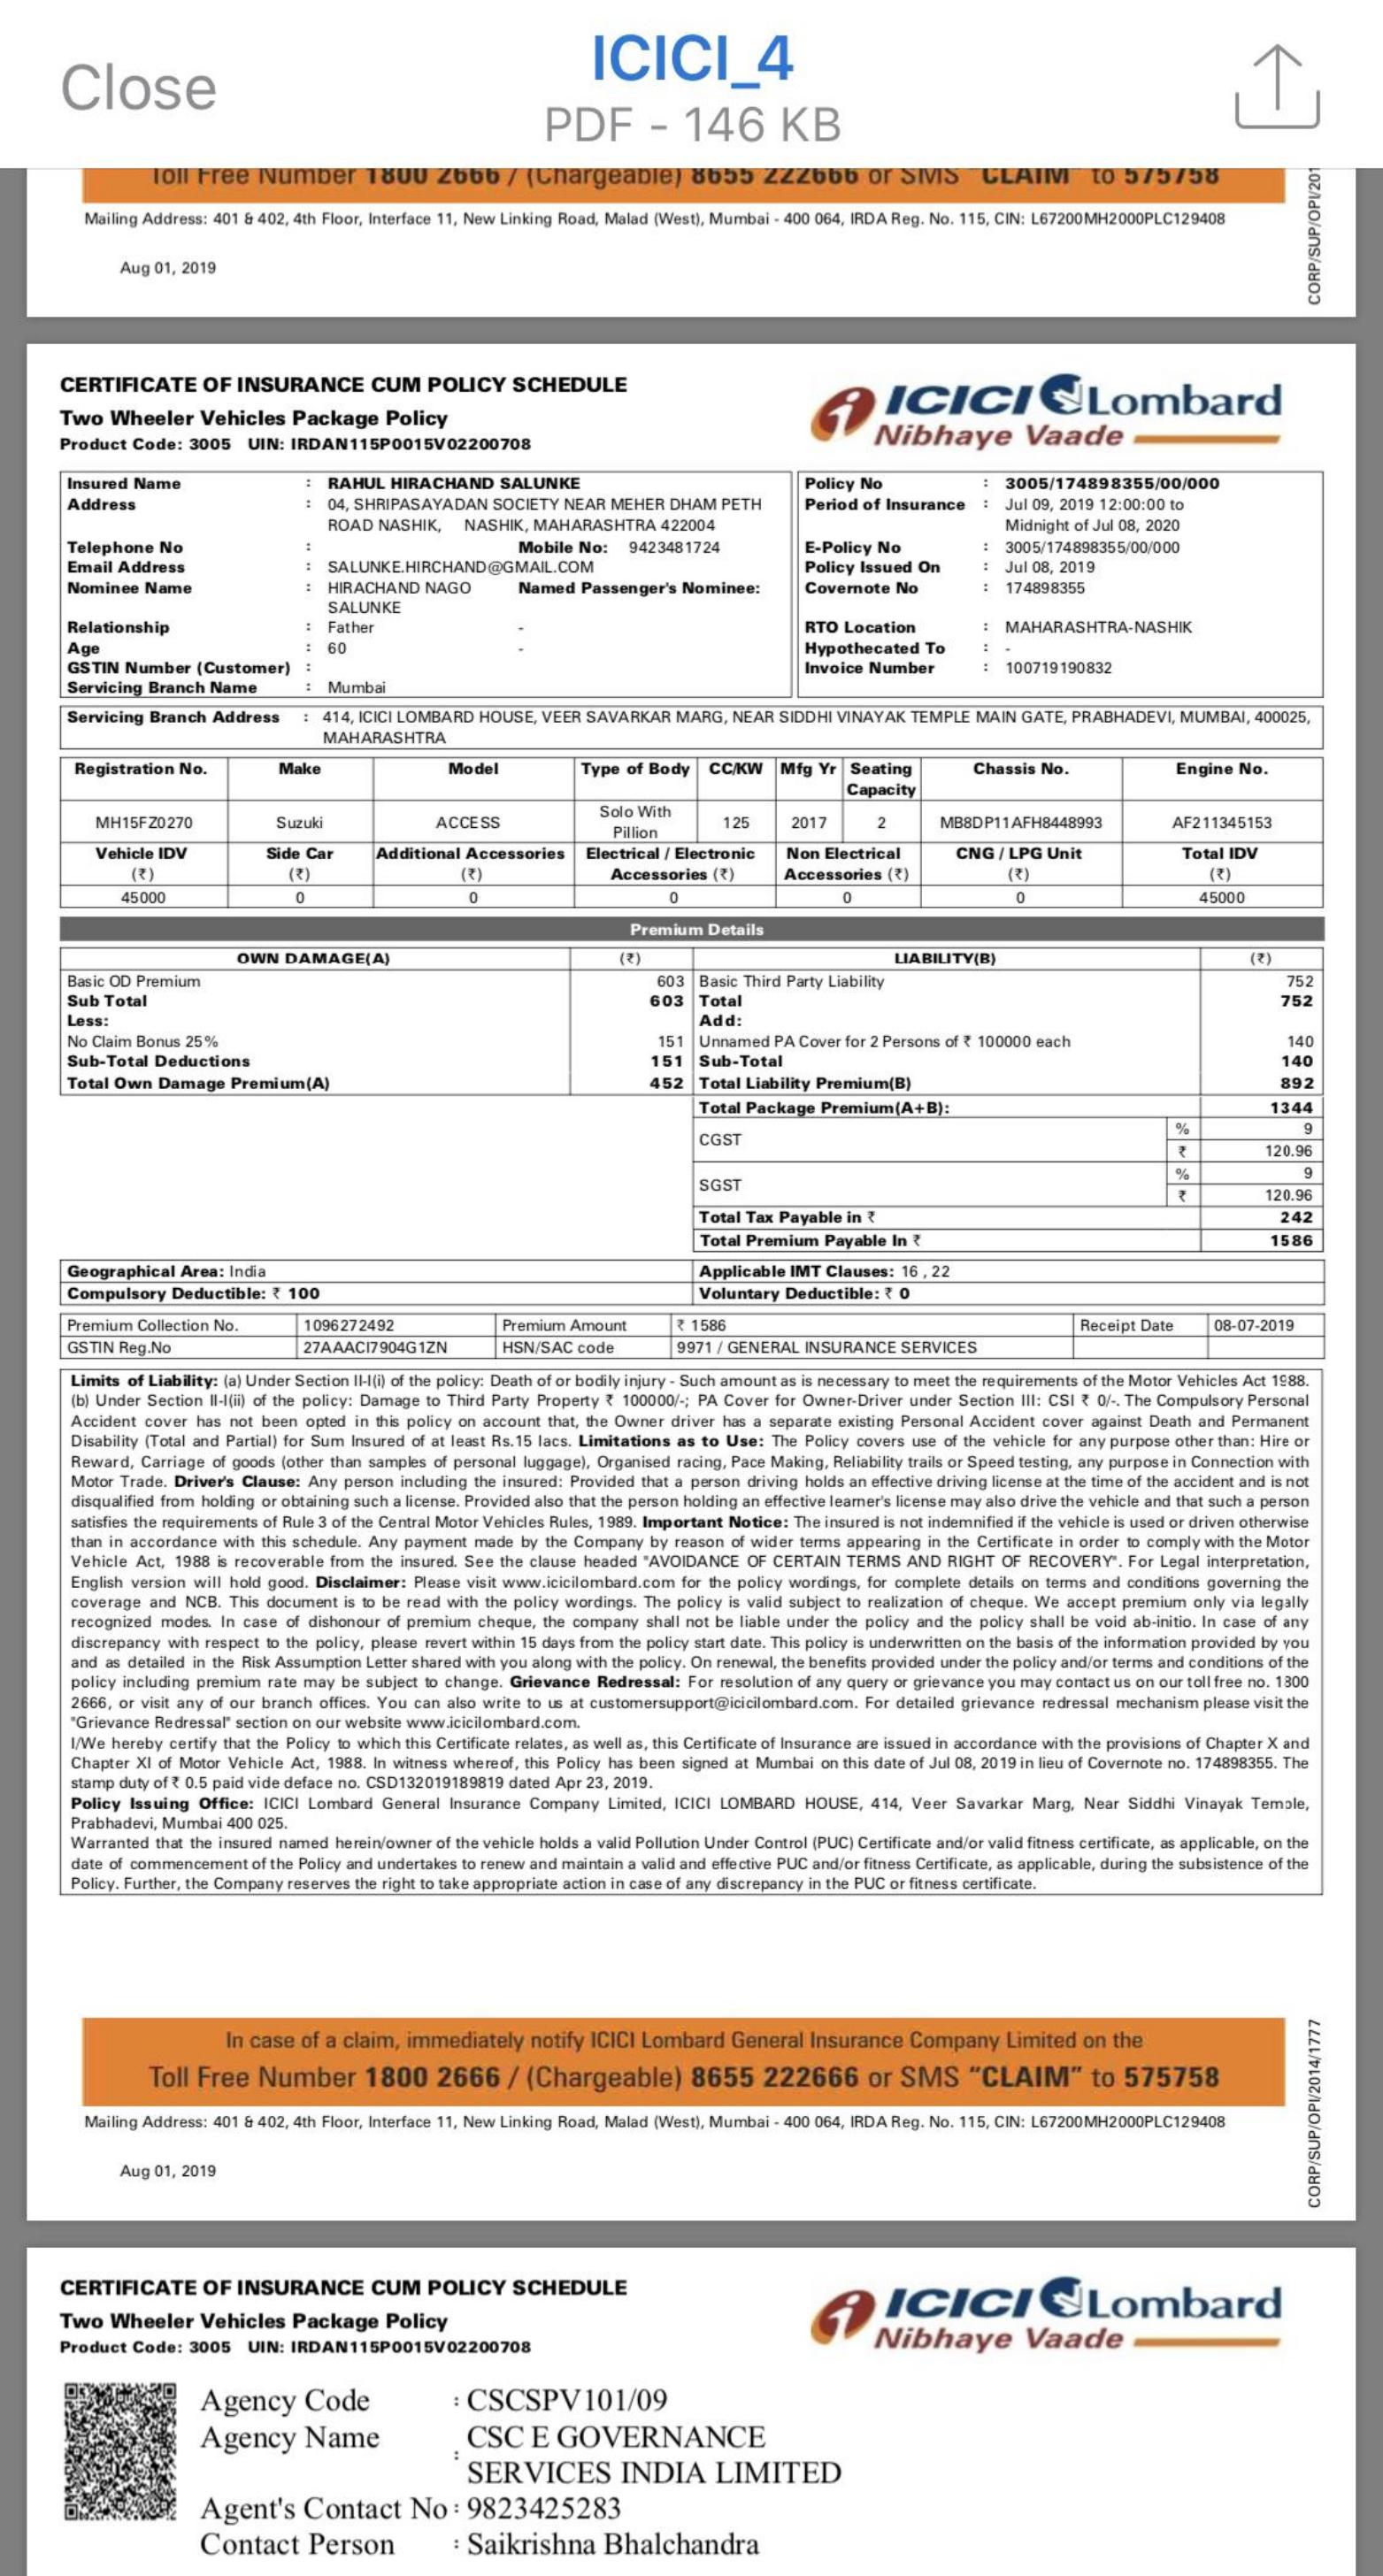 Close
ICICI_4
PDF - 146 KB
Toll Free Number 1800 2666 / (Chargeable) 8655 222666 or SMS "CLAIM" to 575758
Mailing Address: 401 & 402, 4th Floor, Interface 11, New Linking Road, Malad (West), Mumbai - 400 064, IRDA Reg. No. 115, CIN: L67200MH2000PLC129408
Aug 01, 2019
CORP/SUP/OPI/201
CERTIFICATE OF INSURANCE CUM POLICY SCHEDULE
Two Wheeler Vehicles Package Policy
Product Code: 3005 UIN: IRDAN115P0015V02200708
ICICI Lombard
Nibhaye Vaade
Insured Name : RAHUL HIRACHAND SALUNKE
Address : 04, SHRIPASAYADAN SOCIETY NEAR MEHER DHAM PETH
ROAD NASHIK, NASHIK, MAHARASHTRA 422004
Telephone No : Mobile No: 9423481724
Email Address : SALUNKE.HIRCHAND@GMAIL.COM
Nominee Name : HIRACHAND NAGO Named Passenger's Nominee:
SALUNKE
Relationship : Father -
Age : 60 -
GSTIN Number (Customer) :
Servicing Branch Name : Mumbai
Policy No : 3005/174898355/00/000
Period of Insurance : Jul 09, 2019 12:00:00 to
Midnight of Jul 08, 2020
E-Policy No : 3005/174898355/00/000
Policy Issued On : Jul 08, 2019
Covernote No : 174898355
RTO Location : MAHARASHTRA-NASHIK
Hypothecated To : -
Invoice Number : 100719190832
Servicing Branch Address : 414, ICICI LOMBARD HOUSE, VEER SAVARKAR MARG, NEAR SIDDHI VINAYAK TEMPLE MAIN GATE, PRABHADEVI, MUMBAI, 400025,
MAHARASHTRA
Registration No. Make Model Type of Body CC/KW Mfg Yr Seating Chassis No. Engine No.
Capacity
MH15FZ0270 Suzuki ACCESS Solo With Pillion 125 2017 2 MB8DP11AFH8448993 AF211345153
Vehicle IDV Side Car Additional Accessories Electrical / Electronic Non Electrical CNG / LPG Unit Total IDV
(₹) (₹) (₹) Accessories (₹) Accessories (₹) (₹) (₹)
45000 0 0 0 0 0 45000
Premium Details
OWN DAMAGE(A) (₹) LIABILITY(B) (₹)
Basic OD Premium 603 Basic Third Party Liability 752
Sub Total 603 Total 752
Less: Add:
No Claim Bonus 25% 151 Unnamed PA Cover for 2 Persons of ₹ 100000 each 140
Sub-Total Deductions 151 Sub-Total 140
Total Own Damage Premium(A) 452 Total Liability Premium(B) 892
Total Package Premium(A+B): 1344
CGST % 9
₹ 120.96
SGST % 9
₹ 120.96
Total Tax Payable in ₹ 242
Total Premium Payable In ₹ 1586
Geographical Area: India Applicable IMT Clauses: 16 , 22
Compulsory Deductible: ₹ 100 Voluntary Deductible: ₹ 0
Premium Collection No. 1096272492 Premium Amount ₹ 1586 Receipt Date 08-07-2019
GSTIN Reg.No 27AAACI7904G1ZN HSN/SAC code 9971 / GENERAL INSURANCE SERVICES
Limits of Liability: (a) Under Section II-I(i) of the policy: Death of or bodily injury - Such amount as is necessary to meet the requirements of the Motor Vehicles Act 1988.
(b) Under Section II-I(ii) of the policy: Damage to Third Party Property ₹ 100000/-; PA Cover for Owner-Driver under Section III: CSI ₹ 0/-. The Compulsory Personal
Accident cover has not been opted in this policy on account that, the Owner driver has a separate existing Personal Accident cover against Death and Permanent
Disability (Total and Partial) for Sum Insured of at least Rs.15 lacs. Limitations as to Use: The Policy covers use of the vehicle for any purpose other than: Hire or
Reward, Carriage of goods (other than samples of personal luggage), Organised racing, Pace Making, Reliability trails or Speed testing, any purpose in Connection with
Motor Trade. Driver's Clause: Any person including the insured: Provided that a person driving holds an effective driving license at the time of the accident and is not
disqualified from holding or obtaining such a license. Provided also that the person holding an effective learner's license may also drive the vehicle and that such a person
satisfies the requirements of Rule 3 of the Central Motor Vehicles Rules, 1989. Important Notice: The insured is not indemnified if the vehicle is used or driven otherwise
than in accordance with this schedule. Any payment made by the Company by reason of wider terms appearing in the Certificate in order to comply with the Motor
Vehicle Act, 1988 is recoverable from the insured. See the clause headed "AVOIDANCE OF CERTAIN TERMS AND RIGHT OF RECOVERY". For Legal interpretation,
English version will hold good. Disclaimer: Please visit www.icicilombard.com for the policy wordings, for complete details on terms and conditions governing the
coverage and NCB. This document is to be read with the policy wordings. The policy is valid subject to realization of cheque. We accept premium only via legally
recognized modes. In case of dishonour of premium cheque, the company shall not be liable under the policy and the policy shall be void ab-initio. In case of any
discrepancy with respect to the policy, please revert within 15 days from the policy start date. This policy is underwritten on the basis of the information provided by you
and as detailed in the Risk Assumption Letter shared with you along with the policy. On renewal, the benefits provided under the policy and/or terms and conditions of the
policy including premium rate may be subject to change. Grievance Redressal: For resolution of any query or grievance you may contact us on our toll free no. 1800
2666, or visit any of our branch offices. You can also write to us at customersupport@icicilombard.com. For detailed grievance redressal mechanism please visit the
"Grievance Redressal" section on our website www.icicilombard.com.
I/We hereby certify that the Policy to which this Certificate relates, as well as, this Certificate of Insurance are issued in accordance with the provisions of Chapter X and
Chapter XI of Motor Vehicle Act, 1988. In witness whereof, this Policy has been signed at Mumbai on this date of Jul 08, 2019 in lieu of Covernote no. 174898355. The
stamp duty of ₹ 0.5 paid vide deface no. CSD132019189819 dated Apr 23, 2019.
Policy Issuing Office: ICICI Lombard General Insurance Company Limited, ICICI LOMBARD HOUSE, 414, Veer Savarkar Marg, Near Siddhi Vinayak Temple,
Prabhadevi, Mumbai 400 025.
Warranted that the insured named herein/owner of the vehicle holds a valid Pollution Under Control (PUC) Certificate and/or valid fitness certificate, as applicable, on the
date of commencement of the Policy and undertakes to renew and maintain a valid and effective PUC and/or fitness Certificate, as applicable, during the subsistence of the
Policy. Further, the Company reserves the right to take appropriate action in case of any discrepancy in the PUC or fitness certificate.
In case of a claim, immediately notify ICICI Lombard General Insurance Company Limited on the
Toll Free Number 1800 2666 / (Chargeable) 8655 222666 or SMS "CLAIM" to 575758
Mailing Address: 401 & 402, 4th Floor, Interface 11, New Linking Road, Malad (West), Mumbai - 400 064, IRDA Reg. No. 115, CIN: L67200MH2000PLC129408
Aug 01, 2019
CORP/SUP/OPI/2014/1777
CERTIFICATE OF INSURANCE CUM POLICY SCHEDULE
Two Wheeler Vehicles Package Policy
Product Code: 3005 UIN: IRDAN115P0015V02200708
ICICI Lombard
Nibhaye Vaade
Agency Code : CSCSPV101/09
Agency Name : CSC E GOVERNANCE
SERVICES INDIA LIMITED
Agent's Contact No : 9823425283
Contact Person : Saikrishna Bhalchandra